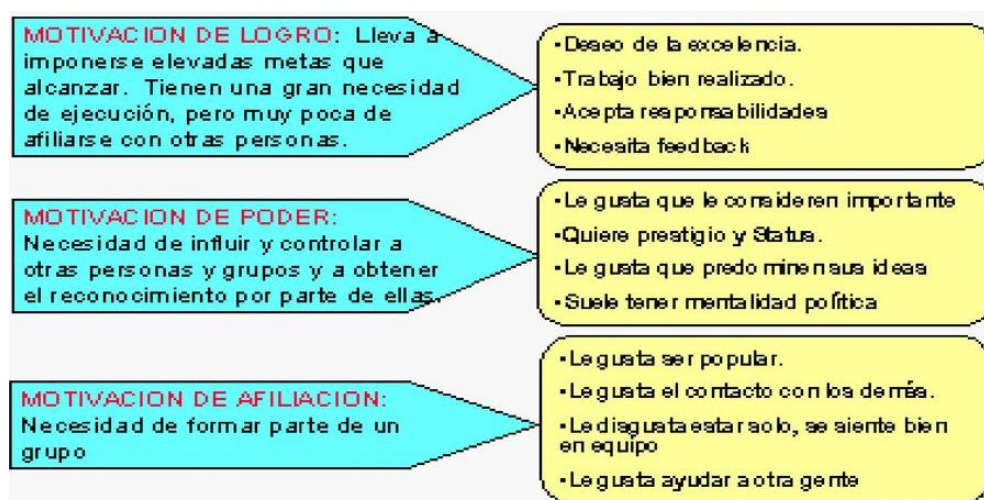 MOTIVACION DE LOGRO: Lleva a
imponerse elevadas metas que
alcanzar. Tienen una gran necesidad
de ejecución, pero muy poca de
afiliarse con otras personas.
•Deseo de la excelencia.
•Trabajo bien realizado.
•Acepta responsabilidades
•Necesita feedback
MOTIVACION DE PODER:
Necesidad de influir y controlar a
otras personas y grupos y a obtener
el reconocimiento por parte de ellas.
•Le gusta que le consideren importante
•Quiere prestigio y Status.
•Le gusta que predominen sus ideas
•Suele tener mentalidad política
MOTIVACION DE AFILIACION:
Necesidad de formar parte de un
grupo
•Le gusta ser popular.
•Le gusta el contacto con los demás.
•Le disgusta estar solo, se siente bien
en equipo
•Le gusta ayudar a otra gente